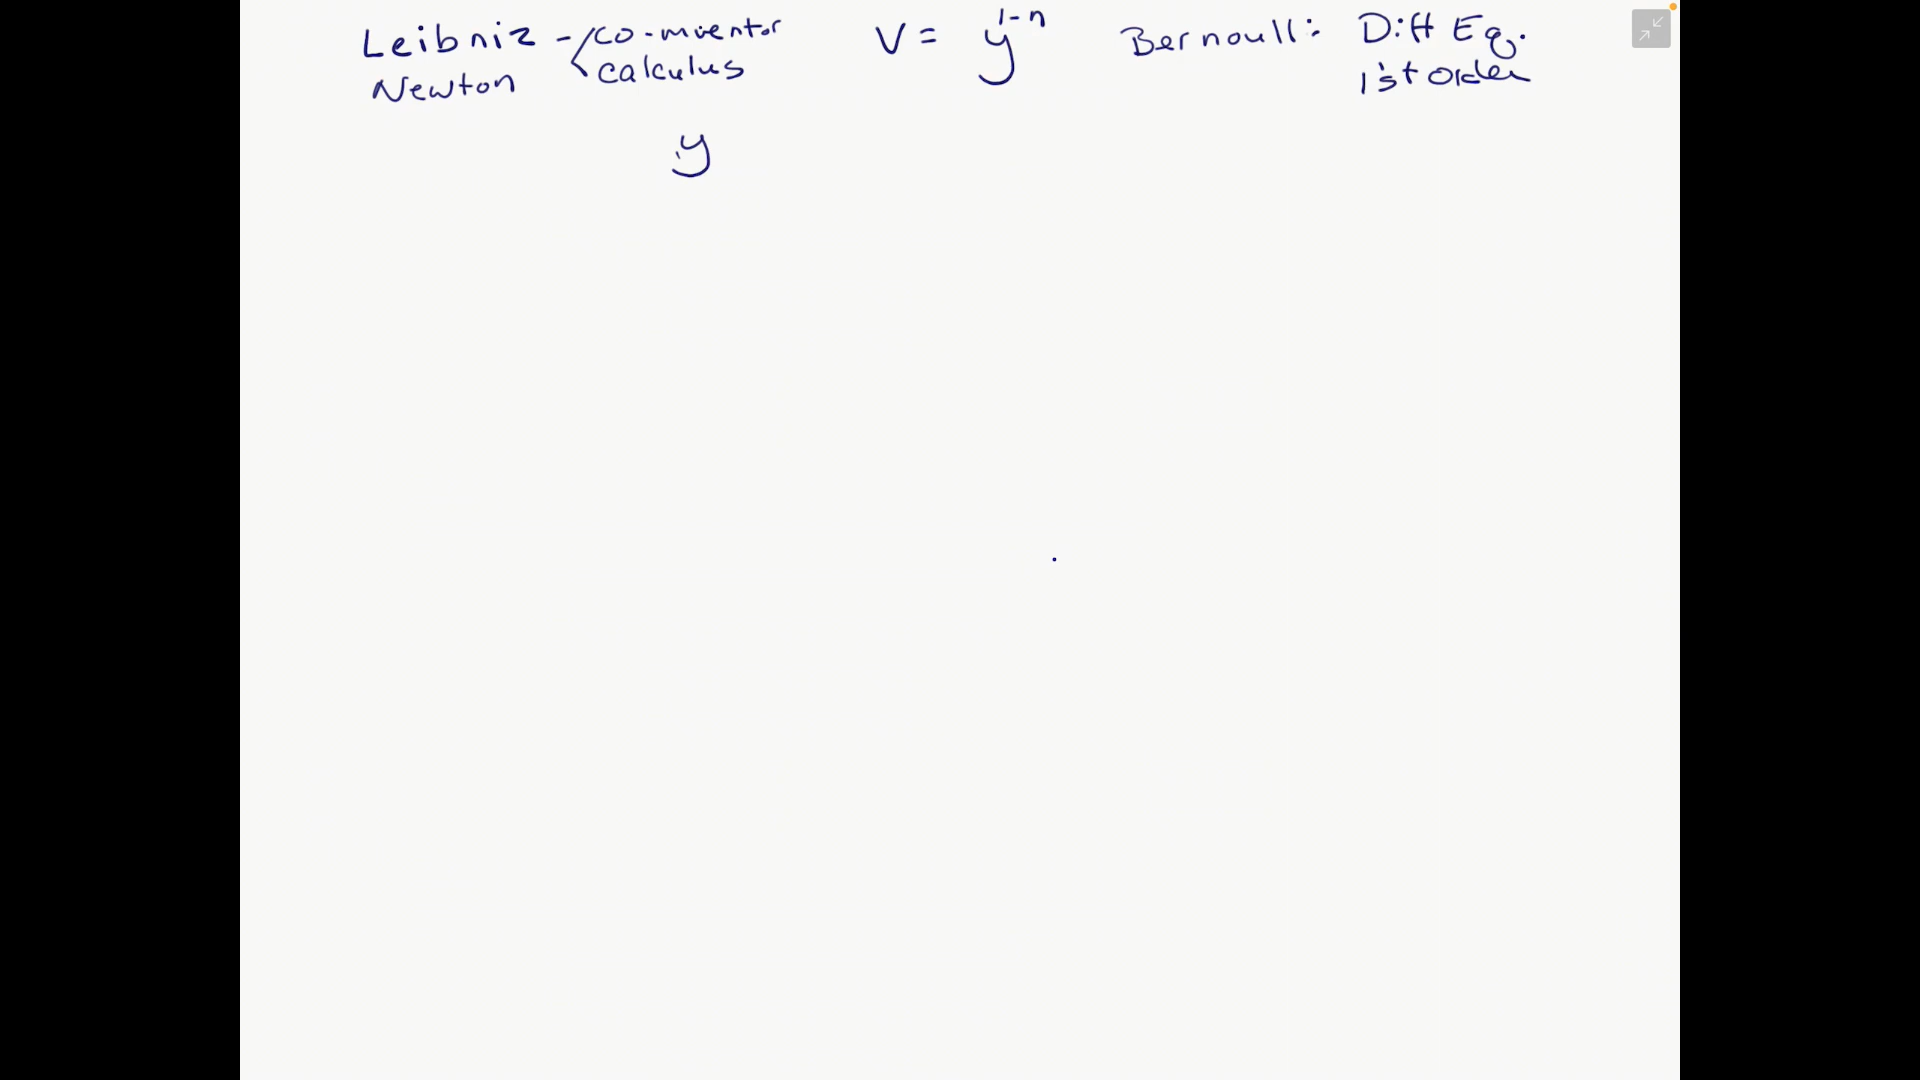 Leibniz - co-inventor V = y^{1-n} Bernoulli Diff Eq.
Newton calculus 1st Order
y